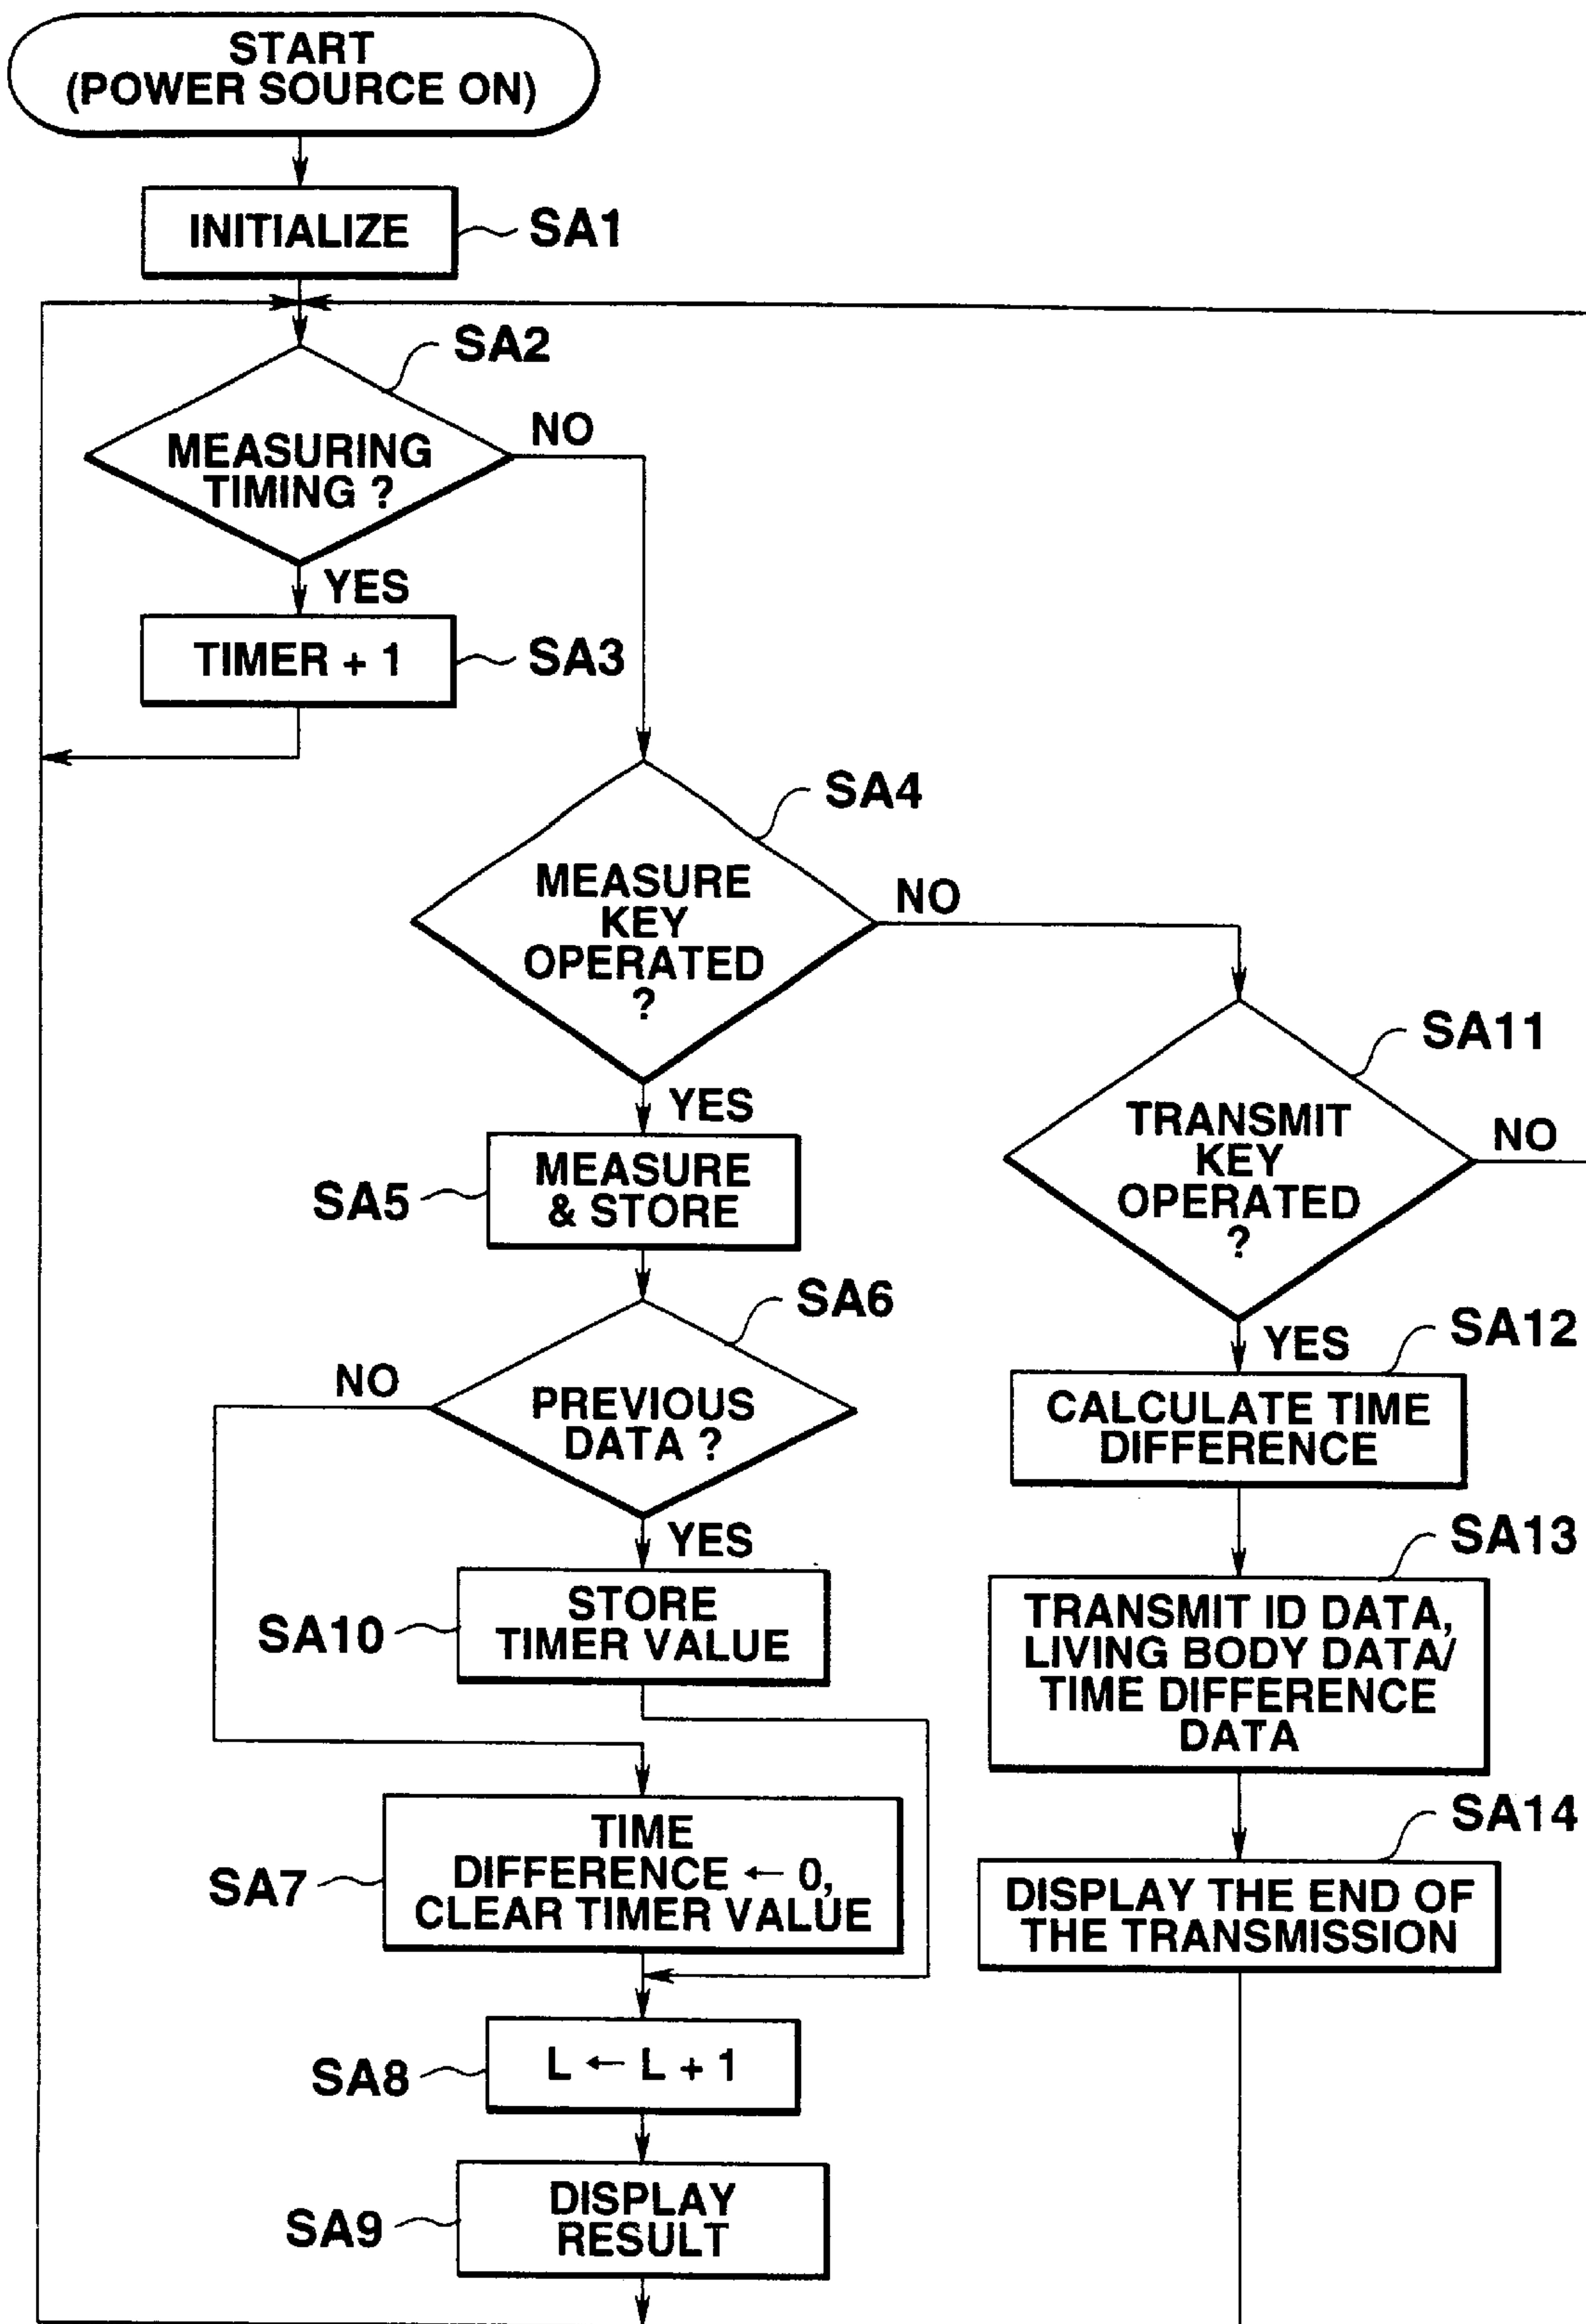 START
(POWER SOURCE ON)
INITIALIZE
SA1
SA2
MEASURING
TIMING ?
NO
YES
TIMER + 1
SA3
SA4
MEASURE
KEY
OPERATED
?
NO
YES
SA11
TRANSMIT
KEY
OPERATED
?
NO
YES
MEASURE
& STORE
SA5
SA6
PREVIOUS
DATA ?
NO
YES
SA12
CALCULATE TIME
DIFFERENCE
STORE
TIMER VALUE
SA10
SA13
TRANSMIT ID DATA,
LIVING BODY DATA/
TIME DIFFERENCE
DATA
TIME
DIFFERENCE ← 0,
CLEAR TIMER VALUE
SA7
SA14
DISPLAY THE END OF
THE TRANSMISSION
L ← L + 1
SA8
DISPLAY
RESULT
SA9